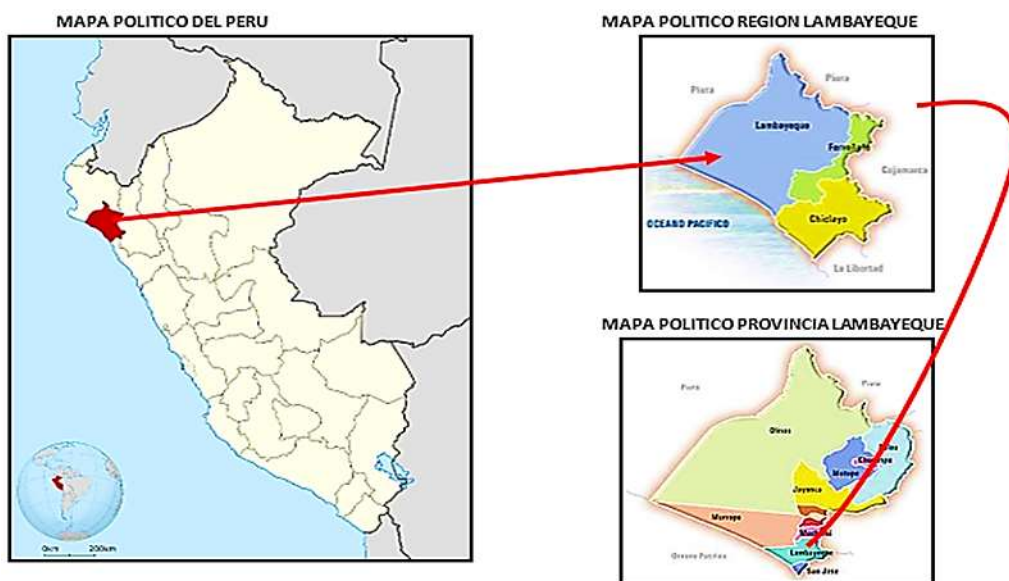 MAPA POLITICO DEL PERU
0km 200km
MAPA POLITICO REGION LAMBAYEQUE
Piura
Piura
Lambayeque
Ferreñafe
Cajamarca
OCEANO PACIFICO
Chiclayo
La Libertad
MAPA POLITICO PROVINCIA LAMBAYEQUE
Piura
Piura
Olmos
Salas
Motupe
Jayanca
Morrope
Oceano Pacifico
Lambayeque
San Jose